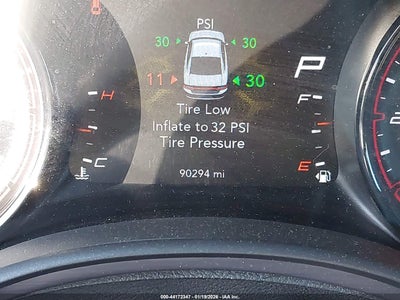 PSI
30 30
11 30
P
H F
Tire Low
Inflate to 32 PSI
Tire Pressure
C E
90294 mi
000-44172347 - 01/19/2026 - © IAA Inc.